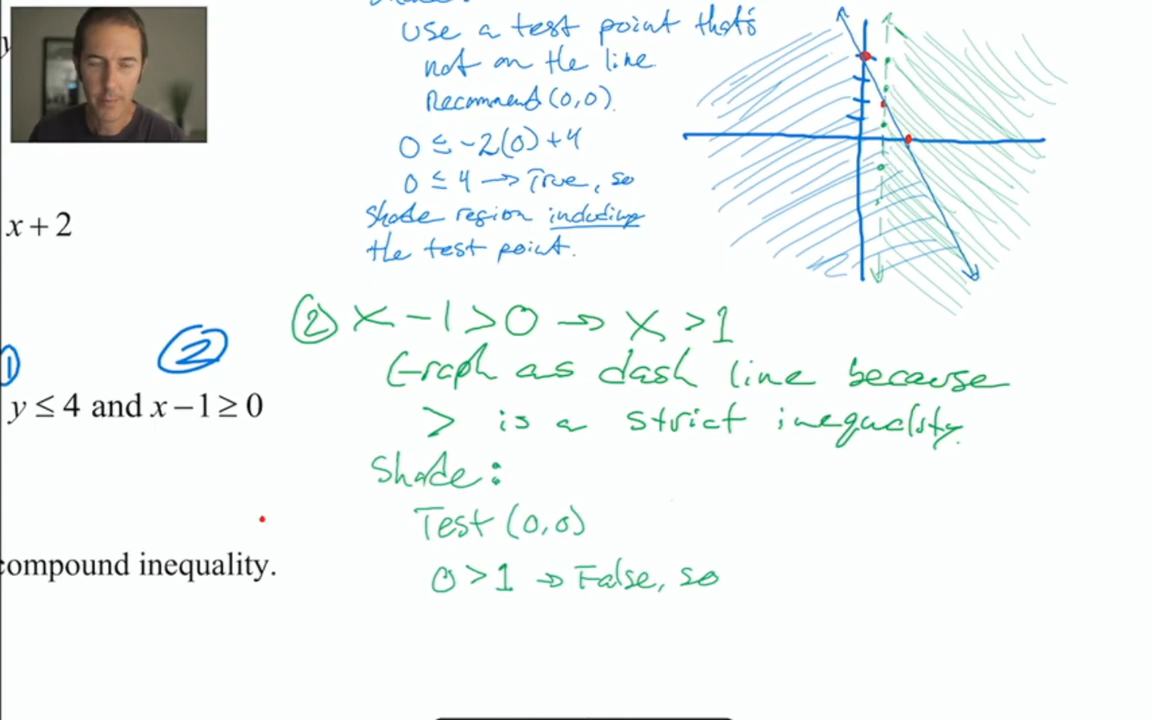 use a test point that's
not on the line.
Recommend (0,0).
0 ≤ -2(0)+4
0 ≤ 4 → True, so
shade region including
the test point.
x + 2
② x - 1 > 0 → x > 1
Graph as dash line because
> is a strict inequality.
① ②
y ≤ 4 and x − 1 ≥ 0
Shade:
Test (0,0)
compound inequality.
0 > 1 → False, so